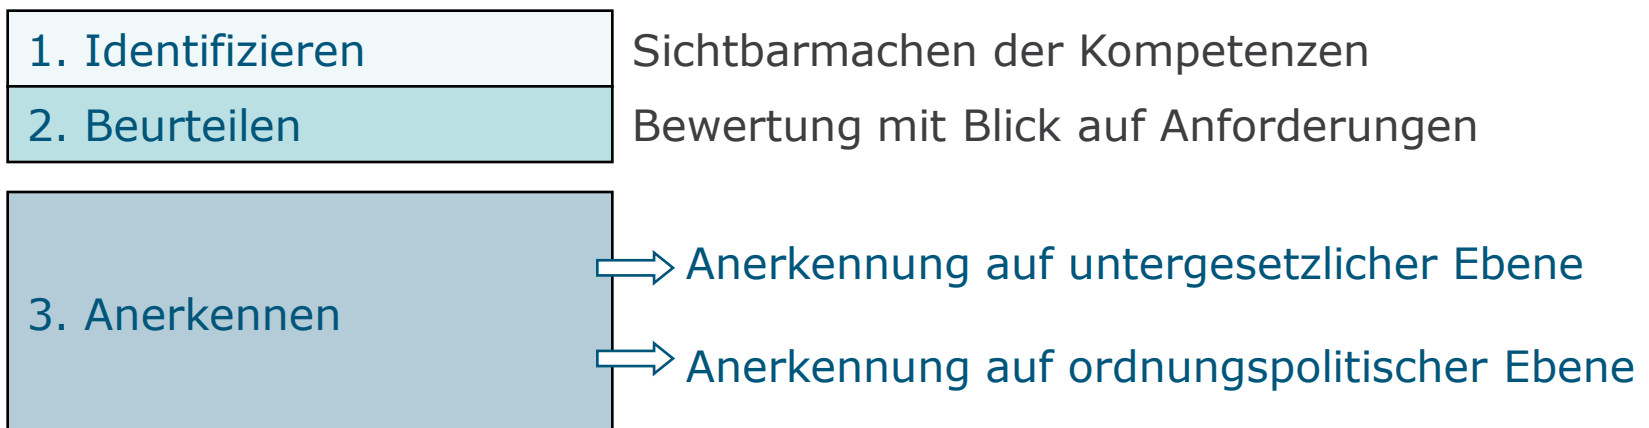 1. Identifizieren
Sichtbarmachen der Kompetenzen
2. Beurteilen
Bewertung mit Blick auf Anforderungen
3. Anerkennen
Anerkennung auf untergesetzlicher Ebene
Anerkennung auf ordnungspolitischer Ebene